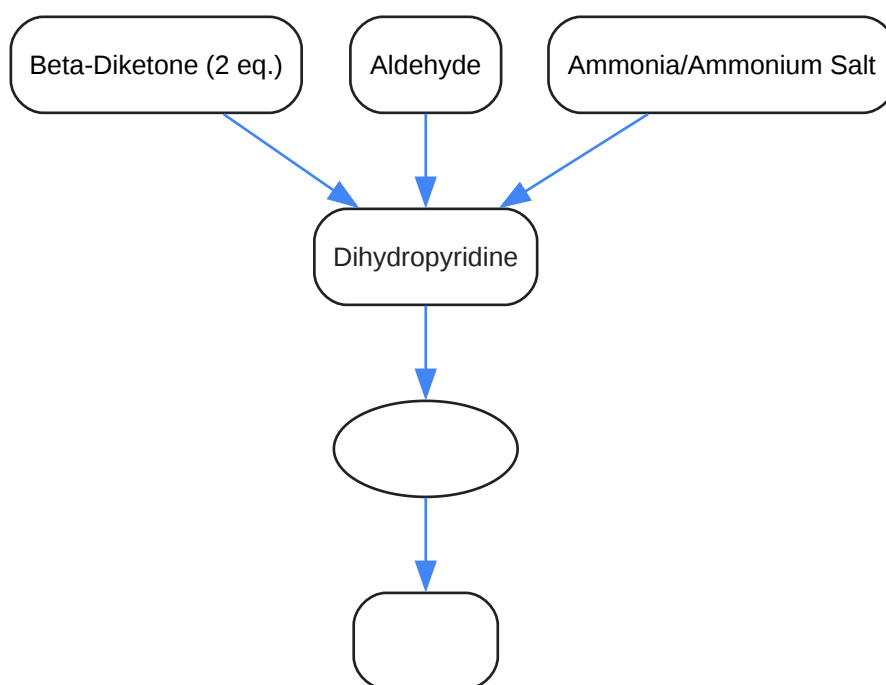 Beta-Diketone (2 eq.)
Aldehyde
Ammonia/Ammonium Salt
Dihydropyridine